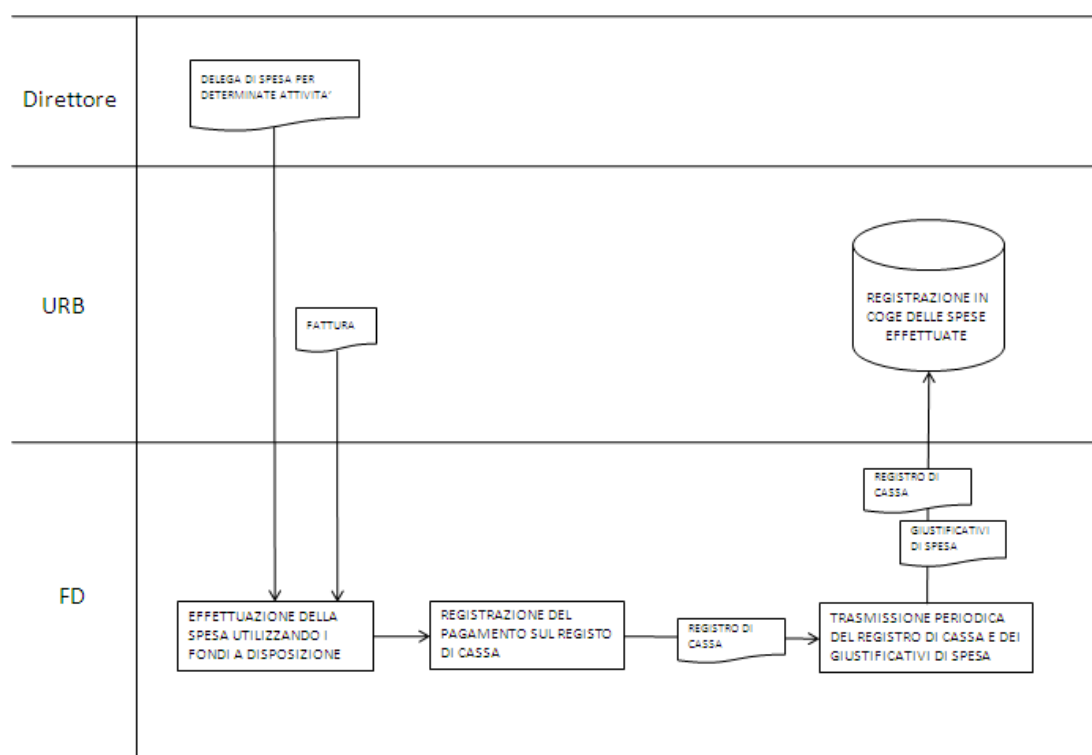 Direttore
DELEGA DI SPESA PER
DETERMINATE ATTIVITA'
URB
FATTURA
REGISTRAZIONE IN
COGE DELLE SPESE
EFFETTUATE
FD
REGISTRO DI
CASSA
GIUSTIFICATIVI
DI SPESA
EFFETTUAZIONE DELLA
SPESA UTILIZZANDO I
FONDI A DISPOSIZIONE
REGISTRAZIONE DEL
PAGAMENTO SUL REGISTO
DI CASSA
REGISTRO DI
CASSA
TRASMISSIONE PERIODICA
DEL REGISTRO DI CASSA E DEI
GIUSTIFICATIVI DI SPESA